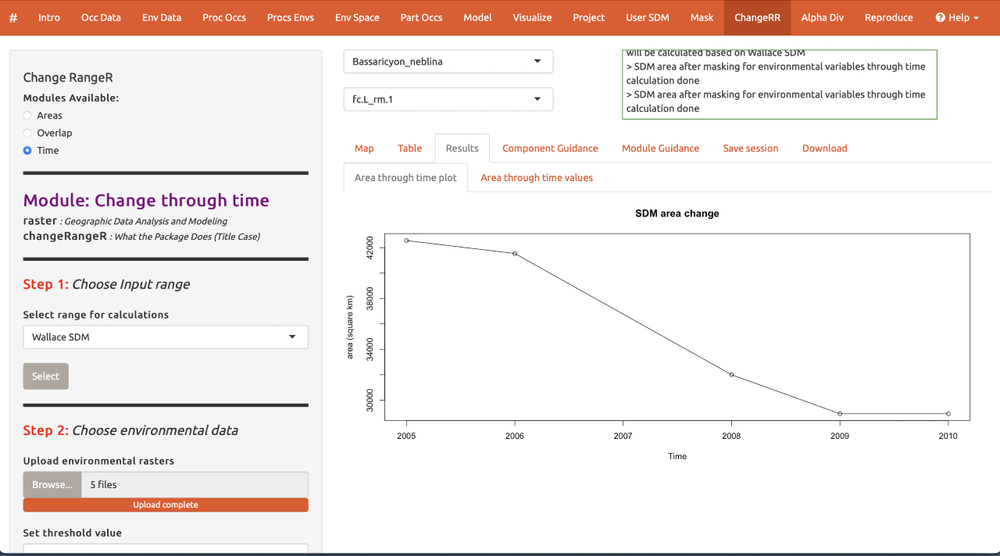 # Intro Occ Data Env Data Proc Occs Procs Envs Env Space Part Occs Model Visualize Project User SDM Mask ChangeRR Alpha Div Reproduce Help
Change RangeR
Modules Available:
Areas
Overlap
Time
Module: Change through time
raster : Geographic Data Analysis and Modeling
changeRangeR : What the Package Does (Title Case)
Step 1: Choose Input range
Select range for calculations
Wallace SDM
Select
Step 2: Choose environmental data
Upload environmental rasters
Browse... 5 files
Upload complete
Set threshold value
Bassaricyon_neblina
fc.L_rm.1
will be calculated based on Wallace SDM
> SDM area after masking for environmental variables through time
calculation done
> SDM area after masking for environmental variables through time
calculation done
Map Table Results Component Guidance Module Guidance Save session Download
Area through time plot Area through time values
SDM area change
area (square km)
42000
38000
34000
30000
2005 2006 2007 2008 2009 2010
Time